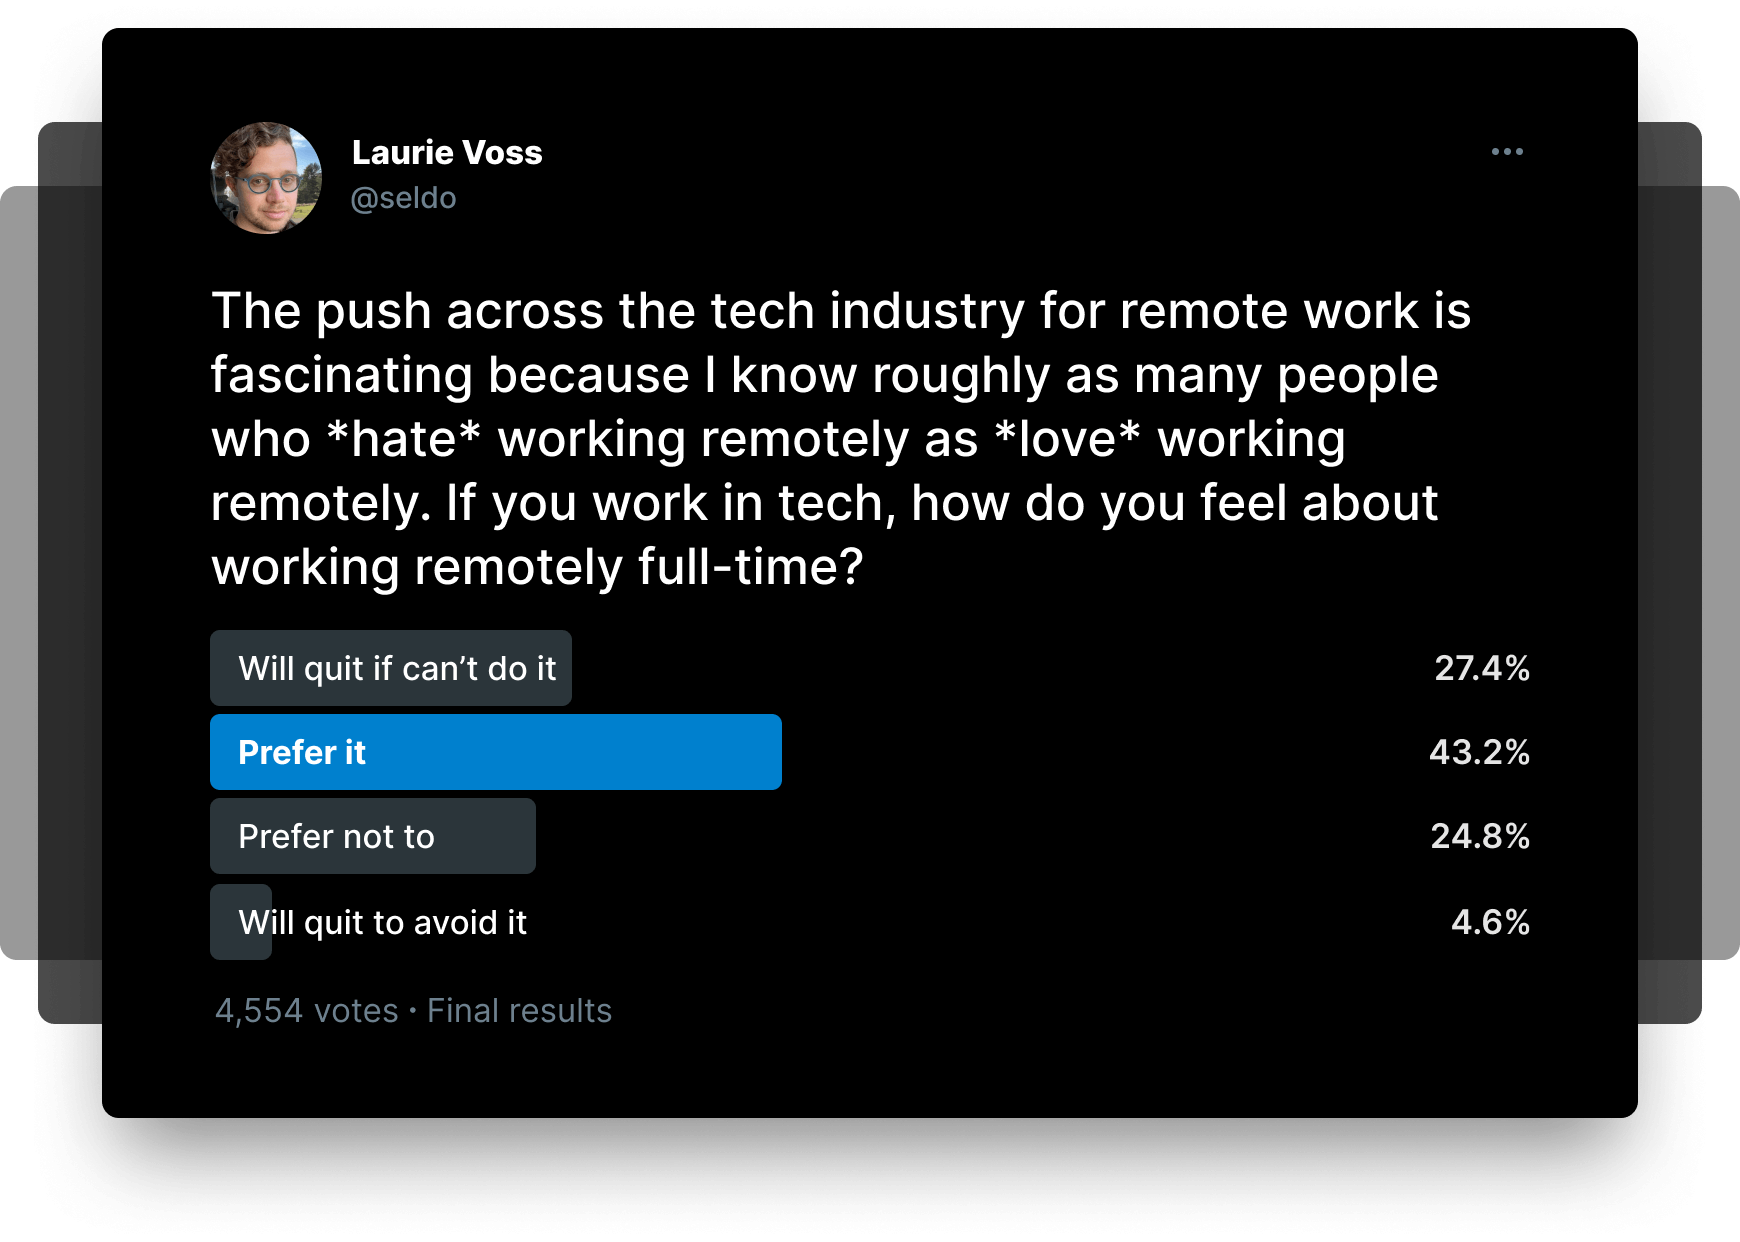 Laurie Voss
@seldo
The push across the tech industry for remote work is
fascinating because I know roughly as many people
who *hate* working remotely as *love* working
remotely. If you work in tech, how do you feel about
working remotely full-time?
Will quit if can’t do it 27.4%
Prefer it 43.2%
Prefer not to 24.8%
Will quit to avoid it 4.6%
4,554 votes · Final results